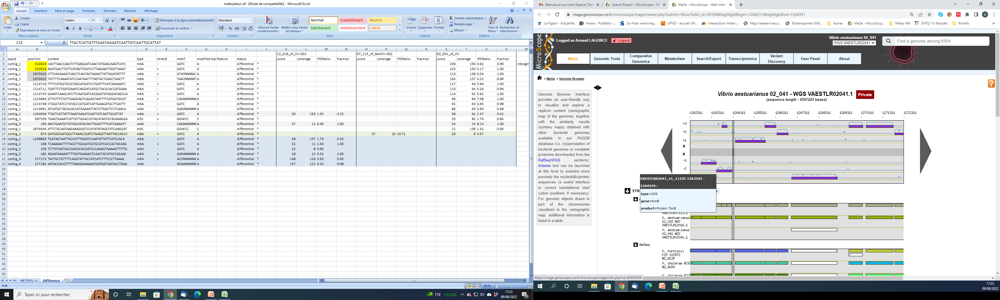 methylation al1 [Mode de compatibilité] - Microsoft Excel
Accueil Insertion Mise en page Formules Données Révision Affichage
Coller
Couper
Copier
Reproduire la mise en forme
Presse-papiers
Calibri 11
G I S
Police
Renvoyer à la ligne automatiquement
Fusionner et centrer
Alignement
Standard
% 000
Nombre
Mise en forme conditionnelle
Mettre sous forme de tableau
Normal Insatisfaisant Neutre
Satisfaisant Avertissement Calcul
Style
Insérer Supprimer Format
Cellules
Somme automatique
Remplissage
Effacer
Trier et filtrer
Rechercher et sélectionner
Édition
C13 fx TTACTCATTATTTAAATAAGATCAATTATCAATTGCATTAT
A B C D E F G H I J K L M N O P Q R S T U V W
1 12_016_LR_Vir-001 07_115_LR_NonVir-002 02_041_LR_Vir
2 seqid position context type strand motif modified bas feature status score coverage IPDRatio fraction score coverage IPDRatio fraction score coverage IPDRatio fraction
3 contig_1 310324 CACTTAACCAACTCTTAAGGATCAACTATGAACAAGTCATC m6A - GATC A differential * 236 150 4.62 0.99 Interger
4 contig_1 310323 AGATGACTTGTTCATAGTTGATCCTTAAGAGTTGGTTAAGT m6A + GATC A differential * 225 155 5.17 1.00
5 contig_1 2970425 CTTCAGAAAGTCAGCTCAGTACTAAAGTTATTGGATATTTT m6A + GTAYNNNNGT A differential * 213 138 5.04 1.00
6 contig_1 2970432 TGTTTTCAAAATATCCAATAACTTTAGTACTGAGCTGACTT m6A - TAACNNNNRT A differential * 163 137 4.22 0.99
7 contig_1 1214710 TTTTCATGGTGCGTAGCATGATCCTGATTTCATCAGAAATC m6A + GATC A differential * 117 64 5.64 1.00
8 contig_1 1214711 TGATTTCTGATGAAATCAGGATCATGCTACGCACCATGAAA m6A - GATC A differential * 115 64 5.26 0.99
9 contig_1 1214745 GAAATCAAGCATCTTCAATGATCACGGGTATAGGATAGCCA m6A + GATC A differential * 114 62 5.62 1.00
10 contig_1 1214683 GTTGTTTCTGTTGAGGAGTCAGAGTAATTTTCATGGTGCGT m6A + CAGNNNNNN A differential * 96 60 7.08 1.00
11 contig_1 1214746 CTGGCTATCCTATACCCGTGATCATTGAAGATGCTTGATTT m6A - GATC A differential * 92 63 4.65 0.98
12 contig_1 1214691 ATCATGCTACGCACCATGAAAATTACTCTGACTCCTCAACA m6A - GARANNNNN A differential * 86 65 3.93 0.98
13 contig_1 1264936 TTACTCATTATTTAAATAAGATCAATTATCAATTGCATTAT m6A + GATC A differential * 30 153 1.55 0.25 39 62 2.47 0.42
14 contig_1 597539 TGAGTGAAATCATTGTTGGACCGTACATAGTGTACAAAGGA m5C + GGWCC C differential * 35 82 1.74 0.83
15 contig_3 190 AACTGAATGTTGTGGCATGCAGTTGAGTTTTCATCAAAATT m6A - CAGNNNNNN A differential * 37 12 6.46 1.00 34 15 8.14 1.00
16 contig_1 2879344 ATTCTGCAATAAGAAAGGGTCCATATATAGGTATCAAGGAT m5C - GGWCC C differential * 21 136 1.42 0.66
17 contig_1 974 GATGGCGATGGCTTAAACCGATCTGAGGTTAATTACCACCC m6A + GATC A differential * 37 10 10.71 20 6 3.37
18 contig_1 1269863 TGATAGTAATTACCATTTGGATCCAATATTATTCATCCACA m6A - GATC A differential * 39 157 1.74 0.33
19 contig_2 108 TCAAAAACTTTTACCTTGGGATCGTGCGTCGCCACTACAAG m6A + GATC A differential * 32 11 2.54 1.00
20 contig_2 109 TCTTGTAGTGGCGACGCACGATCCCAAGGTAAAAGTTTTTG m6A - GATC A differential * 22 8 4.95
21 contig_3 182 AGAATAAAAATTTTGATGAAAACTCAACTGCATGCCACAAC m6A + GARANNNNN A differential * 28 12 5.52 1.00
22 contig_4 277173 TACTGCTGTTTTCAGGTATTACCATCATCTTTCCCTTAAAA m6A + ACCNNNNNN A differential * 148 126 3.93 0.93
23 contig_4 277183 AATACCACGTTTTTAAGGGAAAGATGATGGTAATACCTGAA m6A - RGAANNNNN A differential * 157 121 5.25 0.98
24
25
26
27
28
29
30
31
32
33
34
35
36
37
38
39
40
41
42
43
44
45
METHYL~1 Différence
Prêt 90 %
Taper ici pour rechercher
TTE +3,03%
17:23
09/08/2022
10
Bienvenue sur votre Espace Clien
Search/Export - MicroScope - We
MaGe - MicroScope - Web Interf
mage.genoscope.cns.fr/microscope/mage/viewer.php?submit=MoveTo&S_id=20184&highlightBegin=1264311&highlightEnd=1264351
Le Figaro - Actualités Home - PubMed -... Sci-Hub: removing... UPVD - Accueil UP... Interactions Hôtes-... http://seeservices.u... Extremophiles IGM... Autres MaGe - MicroScop... Milieu M9 ENT(2-1): Moodle BioInfo »
MicroScope
Logged as Arnaud LAGORCE Logout
Vibrio aestuarianus 02_041
WGS VAESTLR02041
Find a genome among 6554
MaGe Genomic Tools Comparative Genomics Metabolism Search/Export Transcriptomics Variant Discovery User Panel About
» MaGe » Genome Browser
?
Genome Browser interface
provides an user-friendly way
to visualize and explore a
replicon content (cartographic
map of the genome), together
with the similarity results
(synteny maps) obtained with
other bacterial genomes
available in our PkGDB
database (i.e, (re)annotation of
bacterial genomes or complete
proteome downloaded from the
RefSeq/WGS sections).
Artemis tool can be launched
at this level to examine more
precisely the nucleotidic/proteic
sequences (a useful interface
to correct translational start
codon positions if necessary).
For genomic objects drawn in
part of the chromosome
visualized in the cartographic
map, additional information is
listed in a table.
Vibrio aestuarianus 02_041 - WGS VAESTLR02041.1 Private
(sequence length : 4307225 bases)
1262311 1263311 1264311 1265311 1266311 1267311 1268311 1269311 1270311 1271311 1272311
+3
+2
+1
D
R
-1
-2
VAESTLR02041_v1_11235 1263542 -
1264270 :
type=CDS
gene=tonB
product=Protein TonB
SYN
VAESTLR07115.1
V. aestuarianus
12_016 WGS
VAESTLR12016.1
V. aestuarianus
02_041 WGS
VAESTLR02041.1
RefSeq
V. furnissii
CIP 102972
NZ_ACZP
V. cholerae RC9
NZ_ACHX
V. cholerae B33
https://mage.genoscope.cns.fr/microscope/mage/info.php?id=85452654
17:23
09/08/2022